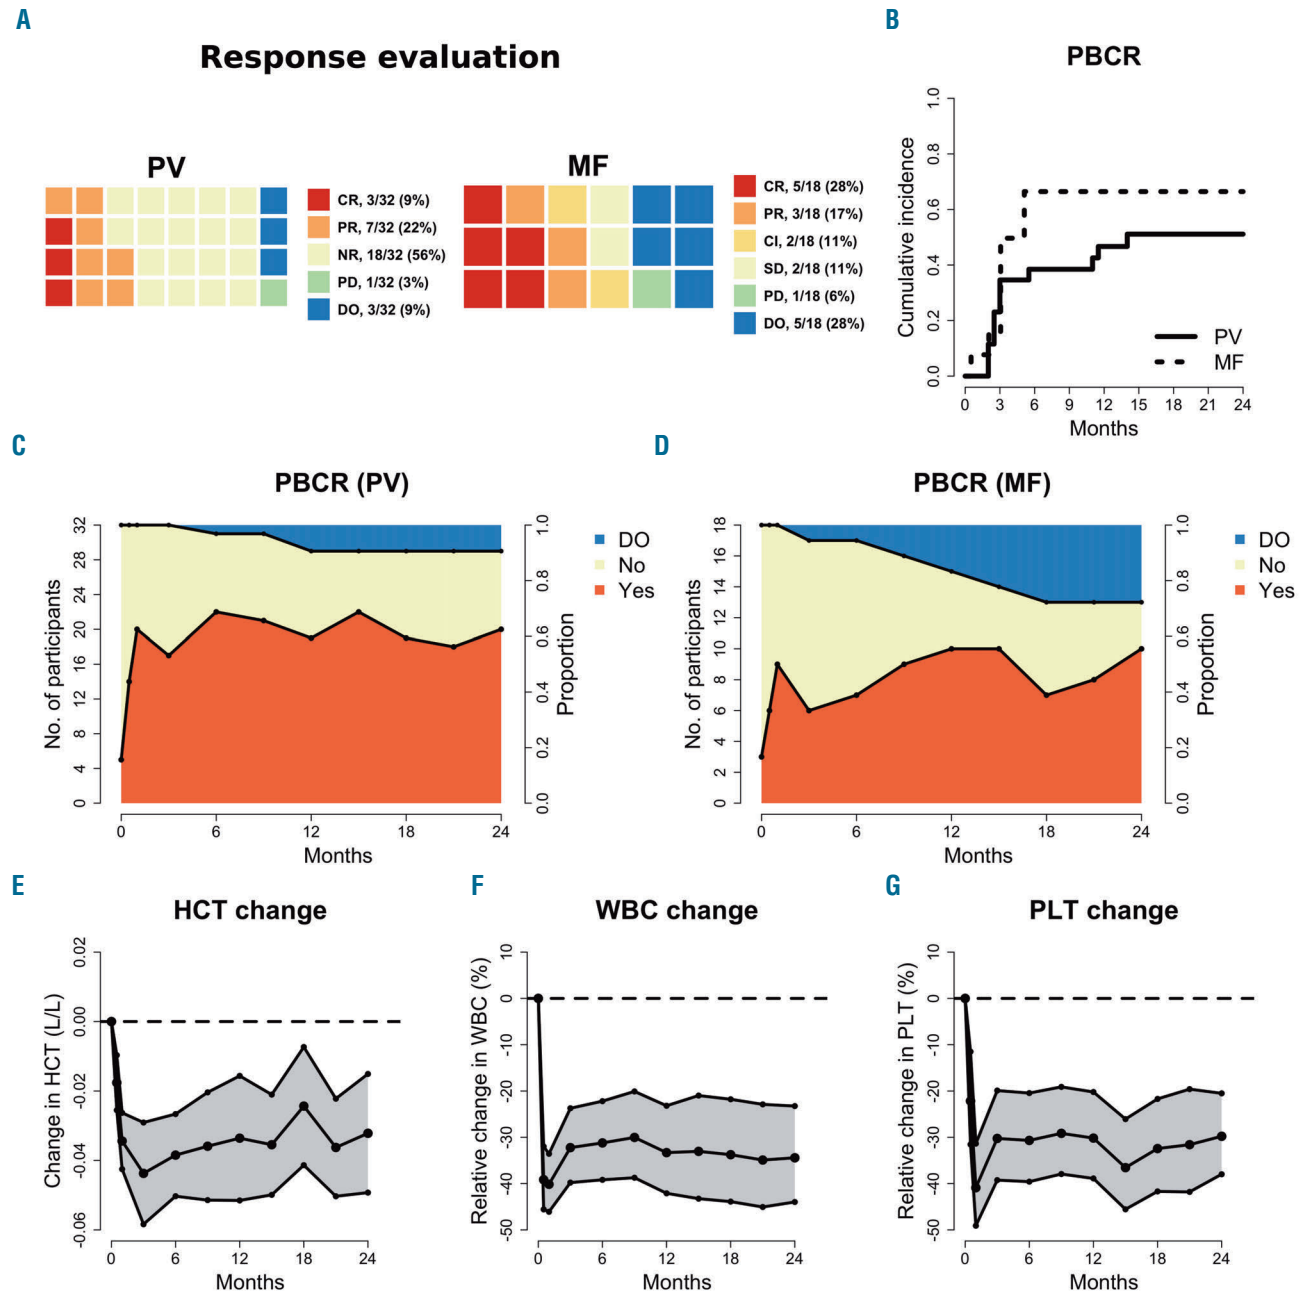 A
Response evaluation
PV
CR, 3/32 (9%)
PR, 7/32 (22%)
NR, 18/32 (56%)
PD, 1/32 (3%)
DO, 3/32 (9%)
MF
CR, 5/18 (28%)
PR, 3/18 (17%)
CI, 2/18 (11%)
SD, 2/18 (11%)
PD, 1/18 (6%)
DO, 5/18 (28%)
B
PBCR
Cumulative incidence
1.0
0.8
0.6
0.4
0.2
0.0
PV
MF
0 3 6 9 12 15 18 21 24
Months
C
PBCR (PV)
No. of participants
32
28
24
20
16
12
8
4
0
1.0
0.8
0.6
0.4
0.2
0.0
Proportion
DO
No
Yes
0 6 12 18 24
Months
D
PBCR (MF)
No. of participants
18
16
14
12
10
8
6
4
2
0
1.0
0.8
0.6
0.4
0.2
0.0
Proportion
DO
No
Yes
0 6 12 18 24
Months
E
HCT change
Change in HCT (L/L)
0.02
0.00
-0.02
-0.04
-0.06
0 6 12 18 24
Months
F
WBC change
Relative change in WBC (%)
10
0
-10
-20
-30
-40
-50
0 6 12 18 24
Months
G
PLT change
Relative change in PLT (%)
10
0
-10
-20
-30
-40
-50
0 6 12 18 24
Months